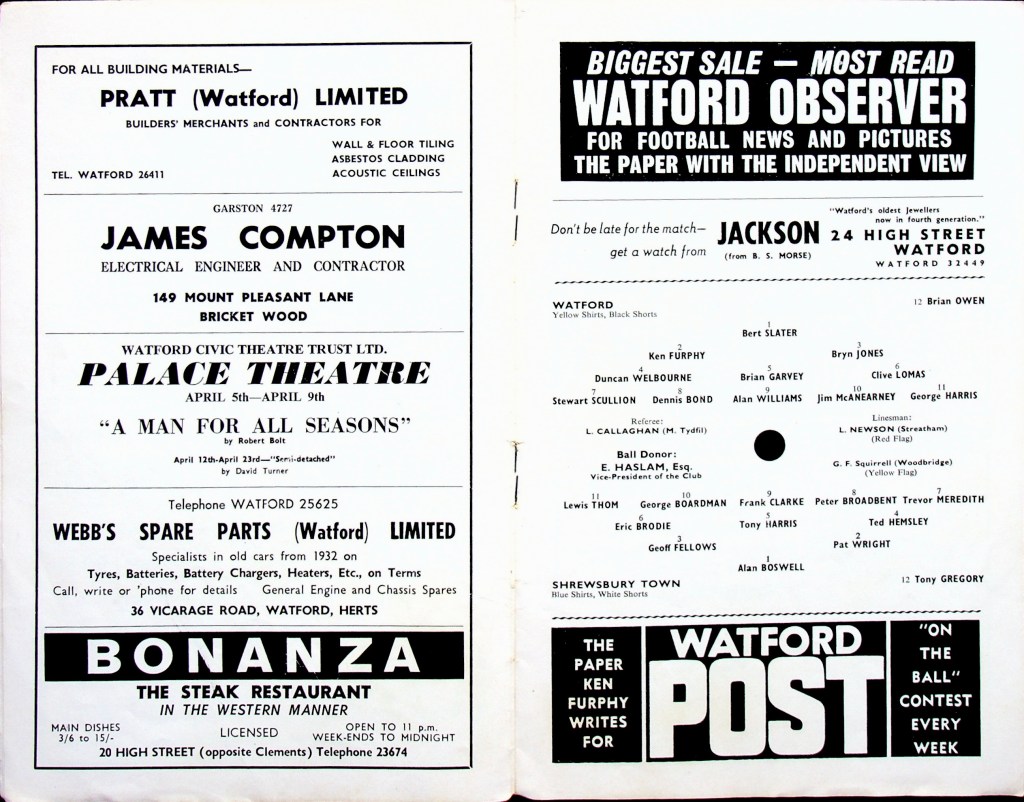 FOR ALL BUILDING MATERIALS—
PRATT (Watford) LIMITED
BUILDERS' MERCHANTS and CONTRACTORS FOR
WALL & FLOOR TILING
ASBESTOS CLADDING
TEL. WATFORD 26411 ACOUSTIC CEILINGS
GARSTON 4727
JAMES COMPTON
ELECTRICAL ENGINEER AND CONTRACTOR
149 MOUNT PLEASANT LANE
BRICKET WOOD
WATFORD CIVIC THEATRE TRUST LTD.
PALACE THEATRE
APRIL 5th—APRIL 9th
"A MAN FOR ALL SEASONS"
by Robert Bolt
April 12th-April 23rd—"Semi-detached"
by David Turner
Telephone WATFORD 25625
WEBB'S SPARE PARTS (Watford) LIMITED
Specialists in old cars from 1932 on
Tyres, Batteries, Battery Chargers, Heaters, Etc., on Terms
Call, write or 'phone for details General Engine and Chassis Spares
36 VICARAGE ROAD, WATFORD, HERTS
BONANZA
THE STEAK RESTAURANT
IN THE WESTERN MANNER
MAIN DISHES
3/6 to 15/-
LICENSED
OPEN TO 11 p.m.
WEEK-ENDS TO MIDNIGHT
20 HIGH STREET (opposite Clements) Telephone 23674
BIGGEST SALE — MOST READ
WATFORD OBSERVER
FOR FOOTBALL NEWS AND PICTURES
THE PAPER WITH THE INDEPENDENT VIEW
Don't be late for the match—
get a watch from
JACKSON
(from B. S. MORSE)
"Watford's oldest Jewellers
now in fourth generation."
24 HIGH STREET
WATFORD
WATFORD 32449
WATFORD
Yellow Shirts, Black Shorts
12 Brian OWEN
1
Bert SLATER
2 3
Ken FURPHY Bryn JONES
4 5 6
Duncan WELBOURNE Brian GARVEY Clive LOMAS
7 8 9 10 11
Stewart SCULLION Dennis BOND Alan WILLIAMS Jim McANEARNEY George HARRIS
Referee:
L. CALLAGHAN (M. Tydfil)
Linesman:
L. NEWSON (Streatham)
(Red Flag)
Ball Donor:
E. HASLAM, Esq.
Vice-President of the Club
G. F. Squirrell (Woodbridge)
(Yellow Flag)
11 10 9 8 7
Lewis THOM George BOARDMAN Frank CLARKE Peter BROADBENT Trevor MEREDITH
6 5 4
Eric BRODIE Tony HARRIS Ted HEMSLEY
3 2
Geoff FELLOWS Pat WRIGHT
1
Alan BOSWELL
SHREWSBURY TOWN
Blue Shirts, White Shorts
12 Tony GREGORY
THE
PAPER
KEN
FURPHY
WRITES
FOR
WATFORD
POST
"ON
THE
BALL"
CONTEST
EVERY
WEEK